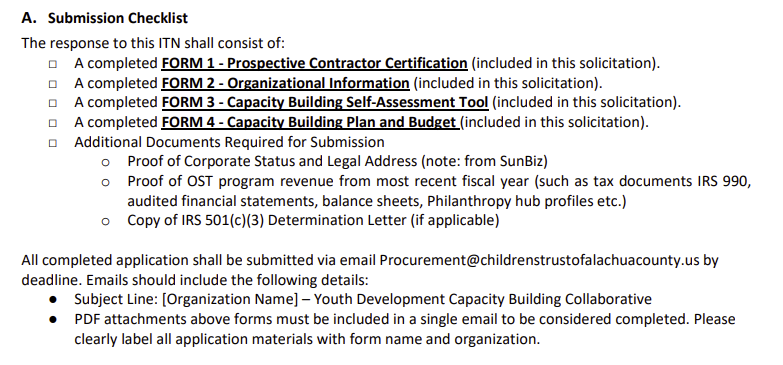 A. Submission Checklist
The response to this ITN shall consist of:
□ A completed FORM 1 - Prospective Contractor Certification (included in this solicitation).
□ A completed FORM 2 - Organizational Information (included in this solicitation).
□ A completed FORM 3 - Capacity Building Self-Assessment Tool (included in this solicitation).
□ A completed FORM 4 - Capacity Building Plan and Budget (included in this solicitation).
□ Additional Documents Required for Submission
o Proof of Corporate Status and Legal Address (note: from SunBiz)
o Proof of OST program revenue from most recent fiscal year (such as tax documents IRS 990,
audited financial statements, balance sheets, Philanthropy hub profiles etc.)
o Copy of IRS 501(c)(3) Determination Letter (if applicable)
All completed application shall be submitted via email Procurement@childrenstrustofalachuacounty.us by
deadline. Emails should include the following details:
● Subject Line: [Organization Name] – Youth Development Capacity Building Collaborative
● PDF attachments above forms must be included in a single email to be considered completed. Please
clearly label all application materials with form name and organization.